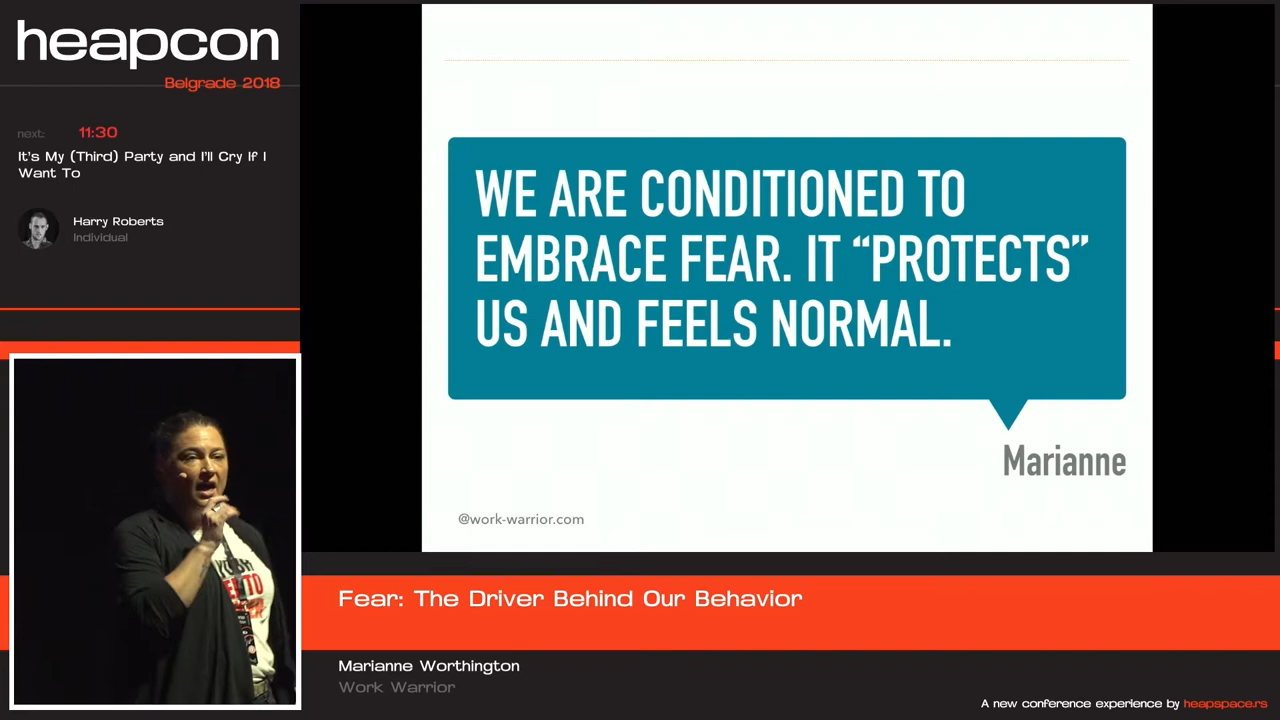 heapcon
Belgrade 2018
next: 11:30
It's My (Third) Party and I'll Cry If I
Want To
Harry Roberts
Individual
WE ARE CONDITIONED TO
EMBRACE FEAR. IT “PROTECTS”
US AND FEELS NORMAL.
Marianne
@work-warrior.com
Fear: The Driver Behind Our Behavior
Marianne Worthington
Work Warrior
A new conference experience by heapspace.rs